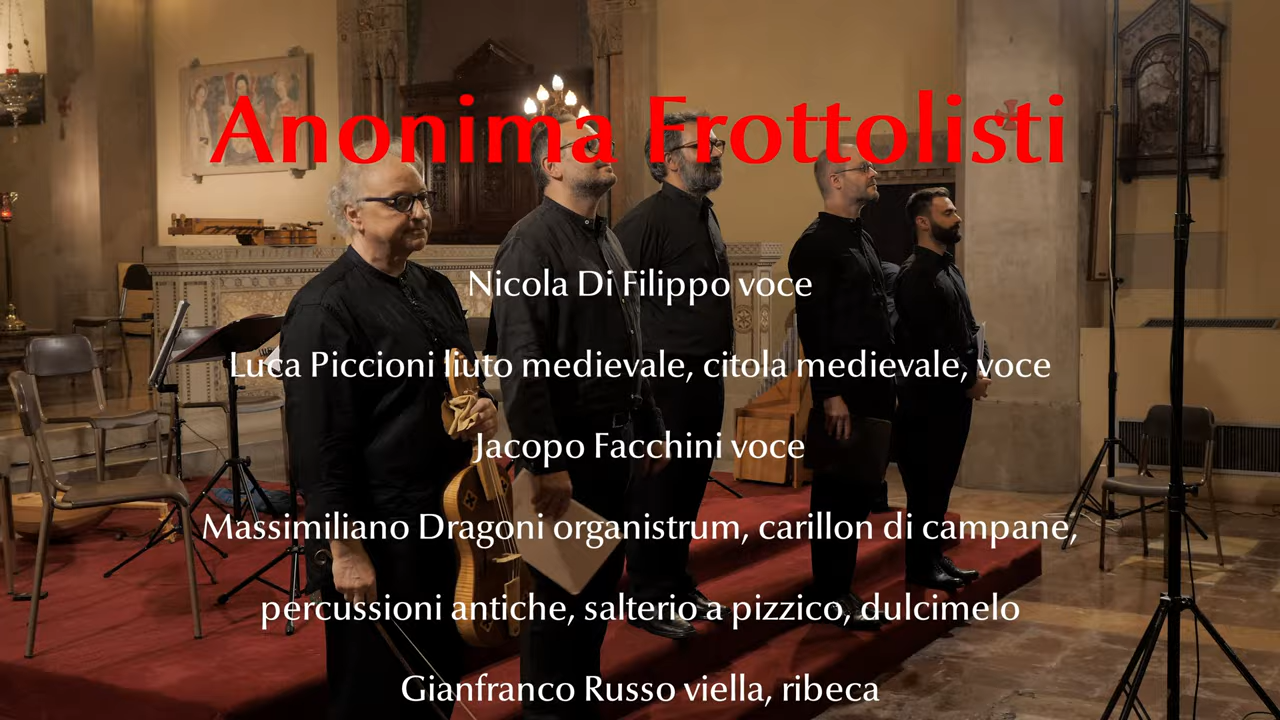 Anonima Frottolisti
Nicola Di Filippo voce
Luca Piccioni liuto medievale, citola medievale, voce
Jacopo Facchini voce
Massimiliano Dragoni organistrum, carillon di campane,
percussioni antiche, salterio a pizzico, dulcimelo
Gianfranco Russo viella, ribeca